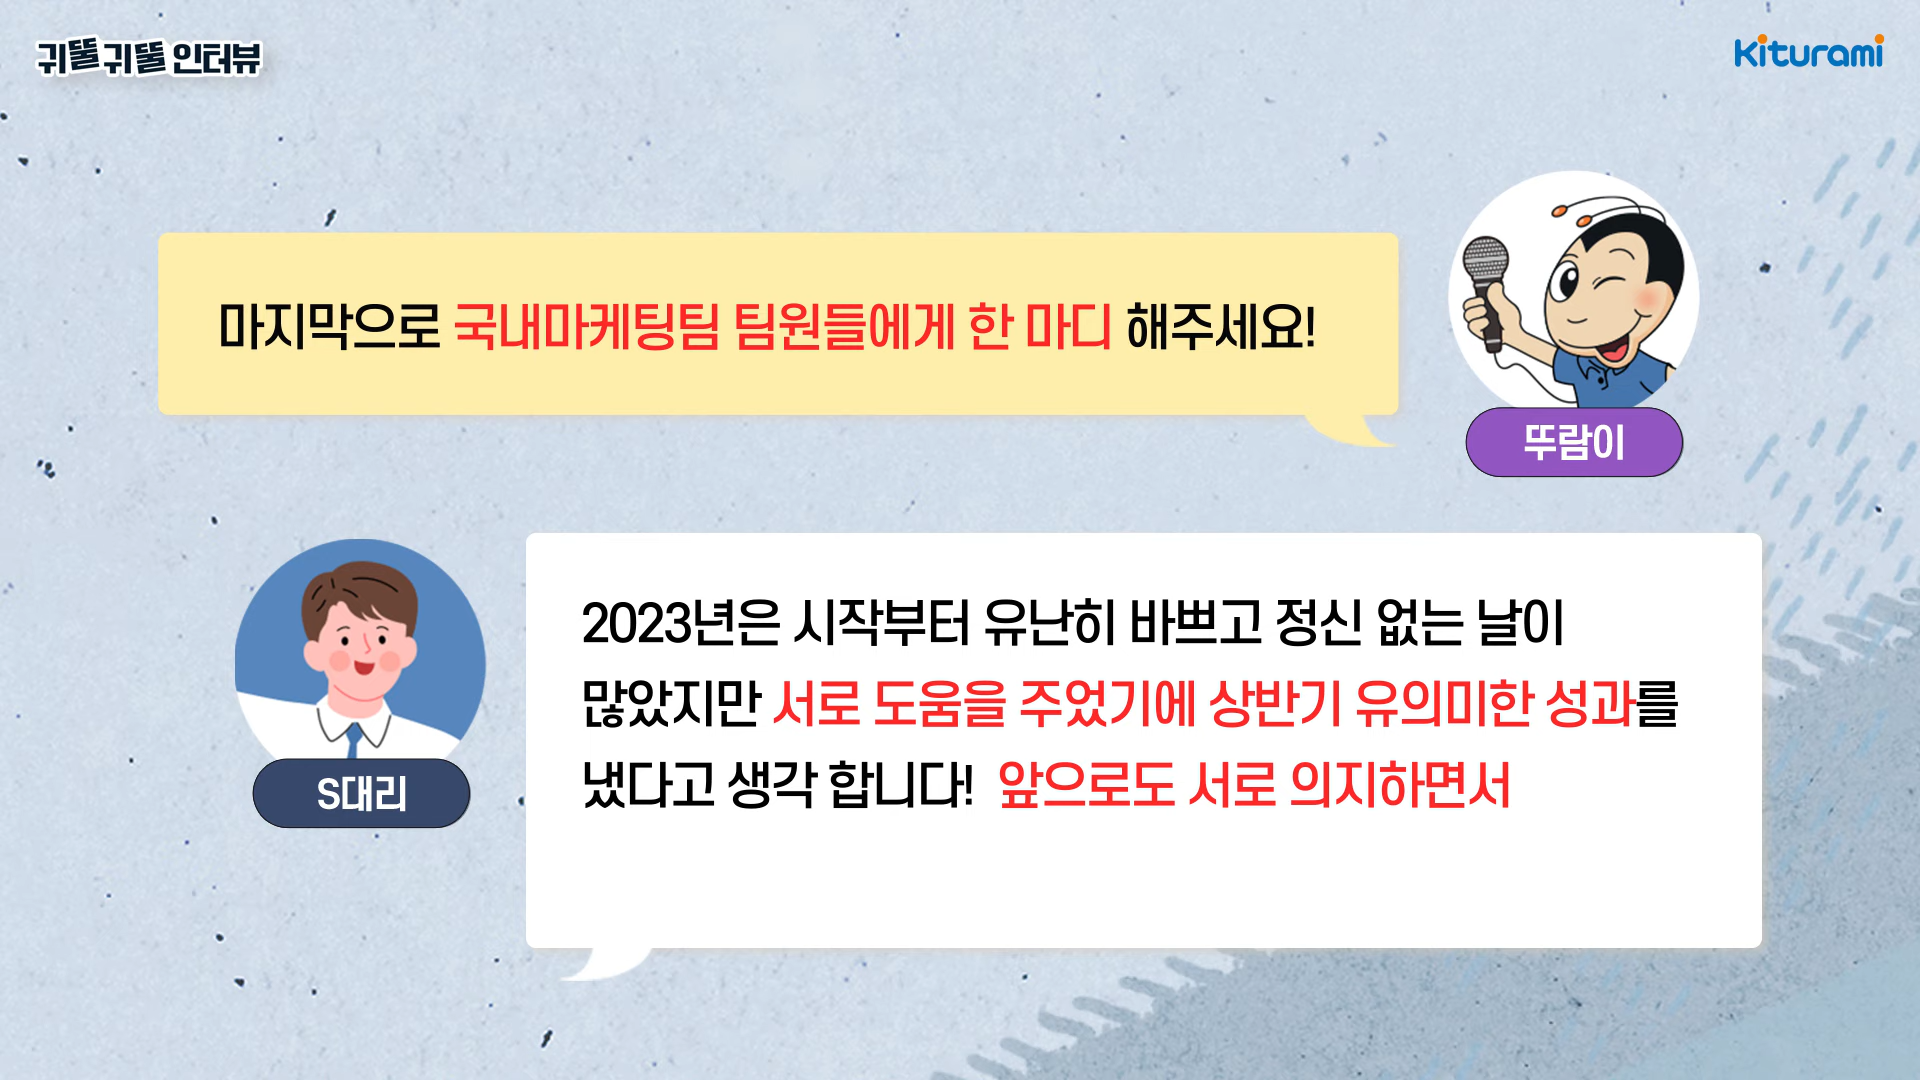 귀뚤귀뚤 인터뷰
Kiturami
마지막으로 국내마케팅팀 팀원들에게 한 마디 해주세요!
뚜람이
2023년은 시작부터 유난히 바쁘고 정신 없는 날이
많았지만 서로 도움을 주었기에 상반기 유의미한 성과를
냈다고 생각 합니다! 앞으로도 서로 의지하면서
S대리